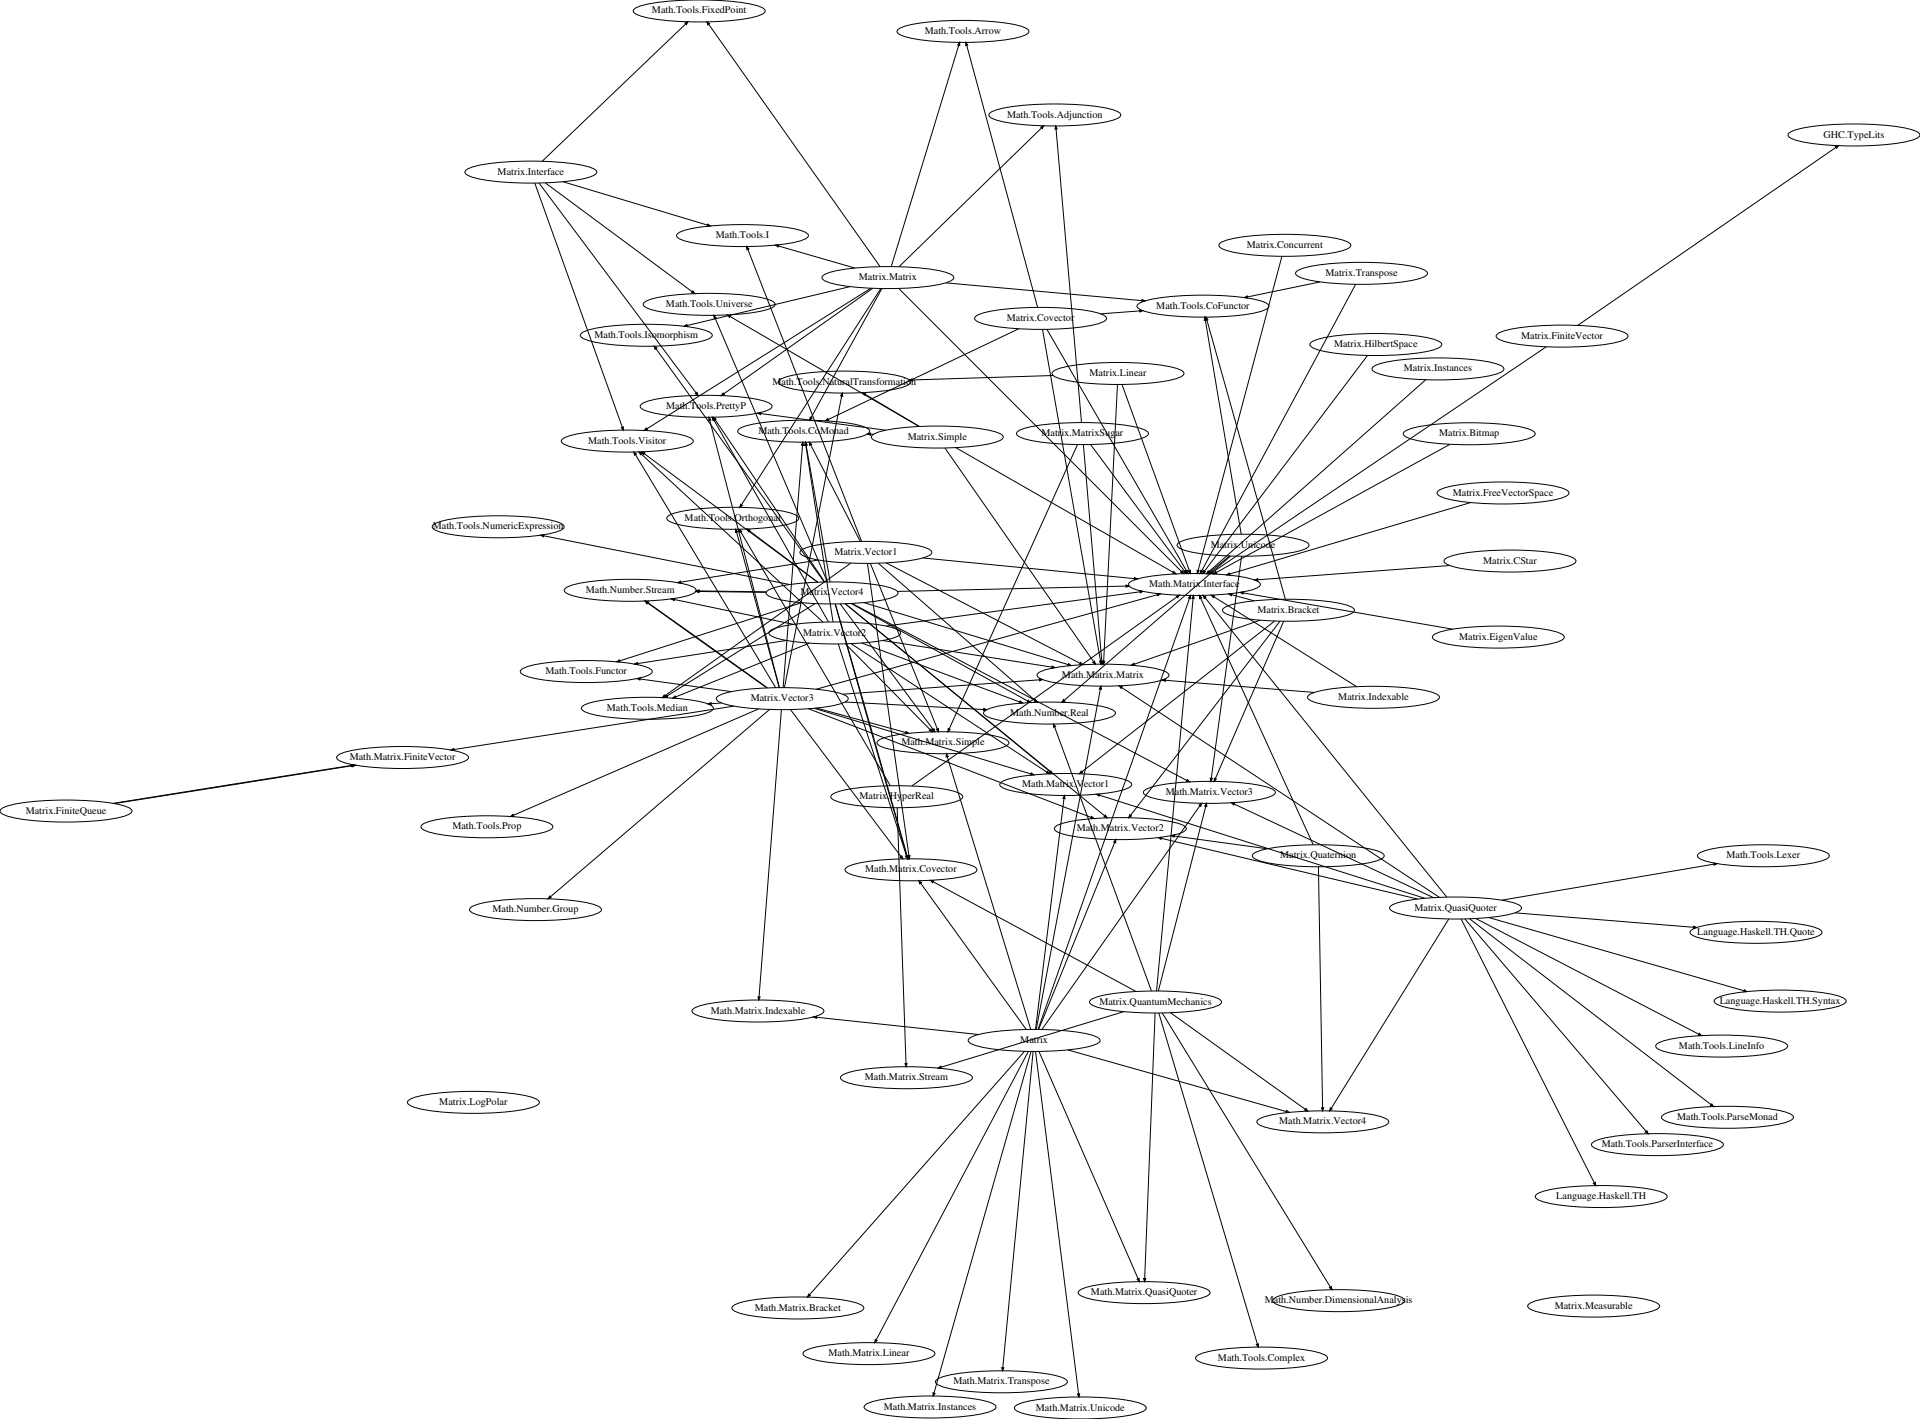 Math.Tools.FixedPoint
Math.Tools.Arrow
Math.Tools.Adjunction
GHC.TypeLits
Matrix.Interface
Math.Tools.I
Matrix.Concurrent
Matrix.Transpose
Matrix.Matrix
Math.Tools.Universe
Math.Tools.CoFunctor
Matrix.Covector
Math.Tools.Isomorphism
Matrix.FiniteVector
Matrix.HilbertSpace
Matrix.Instances
Matrix.Linear
Math.Tools.NaturalTransformation
Math.Tools.PrettyP
Math.Tools.CoMonad
Matrix.MatrixSugar
Matrix.Bitmap
Matrix.Simple
Math.Tools.Visitor
Matrix.FreeVectorSpace
Math.Tools.Orthogonal
Math.Tools.NumericExpression
Matrix.Unicode
Matrix.Vector1
Matrix.CStar
Math.Matrix.Interface
Math.Number.Stream
Matrix.Vector4
Matrix.Bracket
Matrix.Vector2
Matrix.EigenValue
Math.Tools.Functor
Math.Matrix.Matrix
Matrix.Indexable
Matrix.Vector3
Math.Tools.Median
Math.Number.Real
Math.Matrix.Simple
Math.Matrix.FiniteVector
Math.Matrix.Vector1
Math.Matrix.Vector3
Matrix.HyperReal
Matrix.FiniteQueue
Math.Tools.Prop
Math.Matrix.Vector2
Matrix.Quaternion
Math.Tools.Lexer
Math.Matrix.Covector
Math.Number.Group
Matrix.QuasiQuoter
Language.Haskell.TH.Quote
Matrix.QuantumMechanics
Language.Haskell.TH.Syntax
Math.Matrix.Indexable
Matrix
Math.Tools.LineInfo
Math.Matrix.Stream
Matrix.LogPolar
Math.Tools.ParseMonad
Math.Matrix.Vector4
Math.Tools.ParserInterface
Language.Haskell.TH
Math.Matrix.QuasiQuoter
Math.Number.DimensionalAnalysis
Matrix.Measurable
Math.Matrix.Bracket
Math.Matrix.Linear
Math.Tools.Complex
Math.Matrix.Transpose
Math.Matrix.Instances
Math.Matrix.Unicode